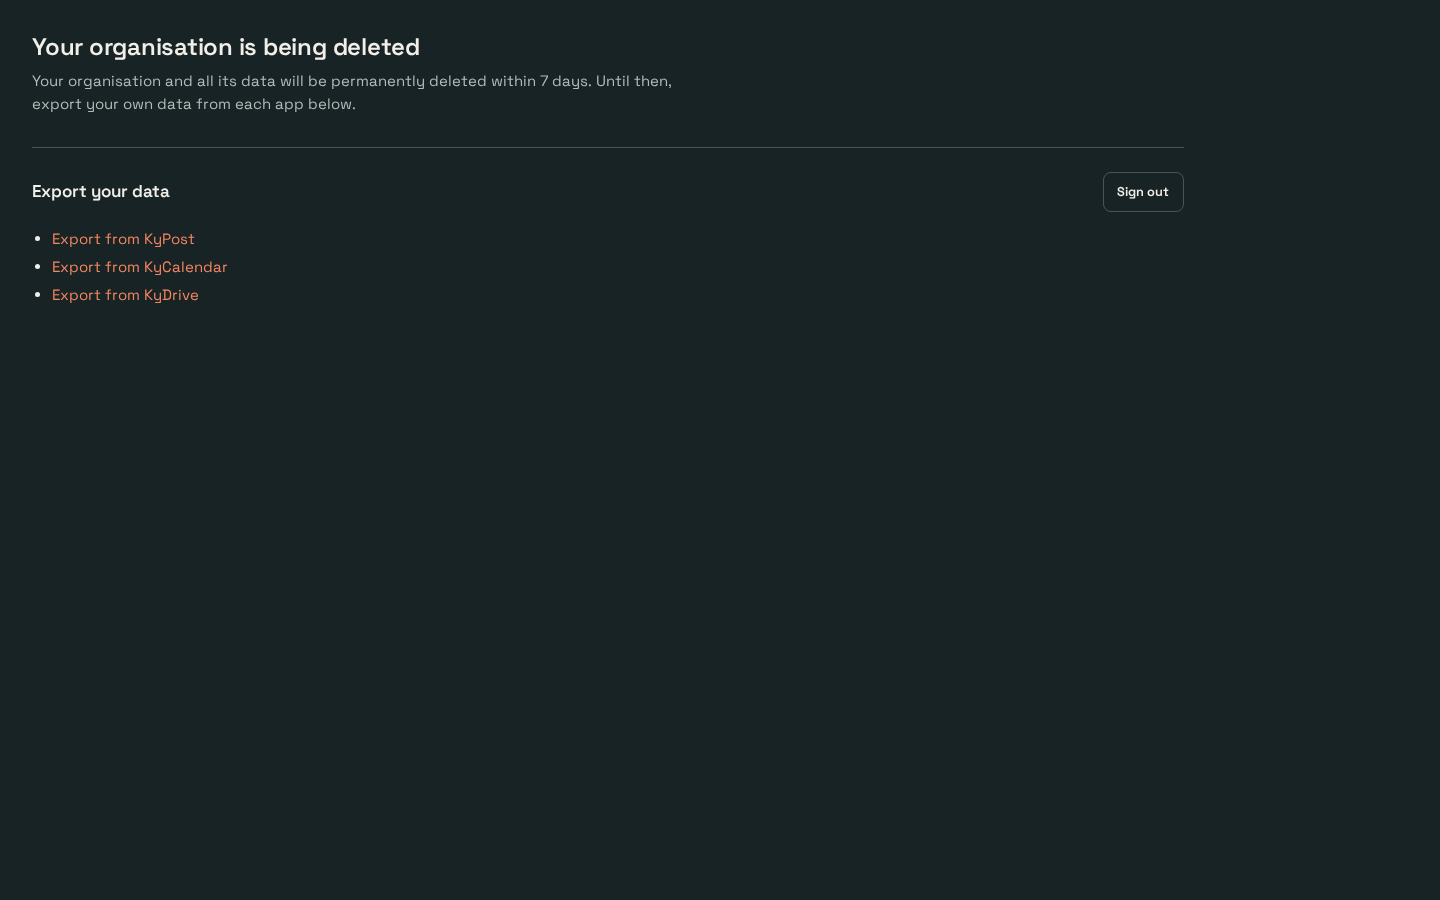 Your organisation is being deleted
Your organisation and all its data will be permanently deleted within 7 days. Until then,
export your own data from each app below.
Export your data
Sign out
Export from KyPost
Export from KyCalendar
Export from KyDrive